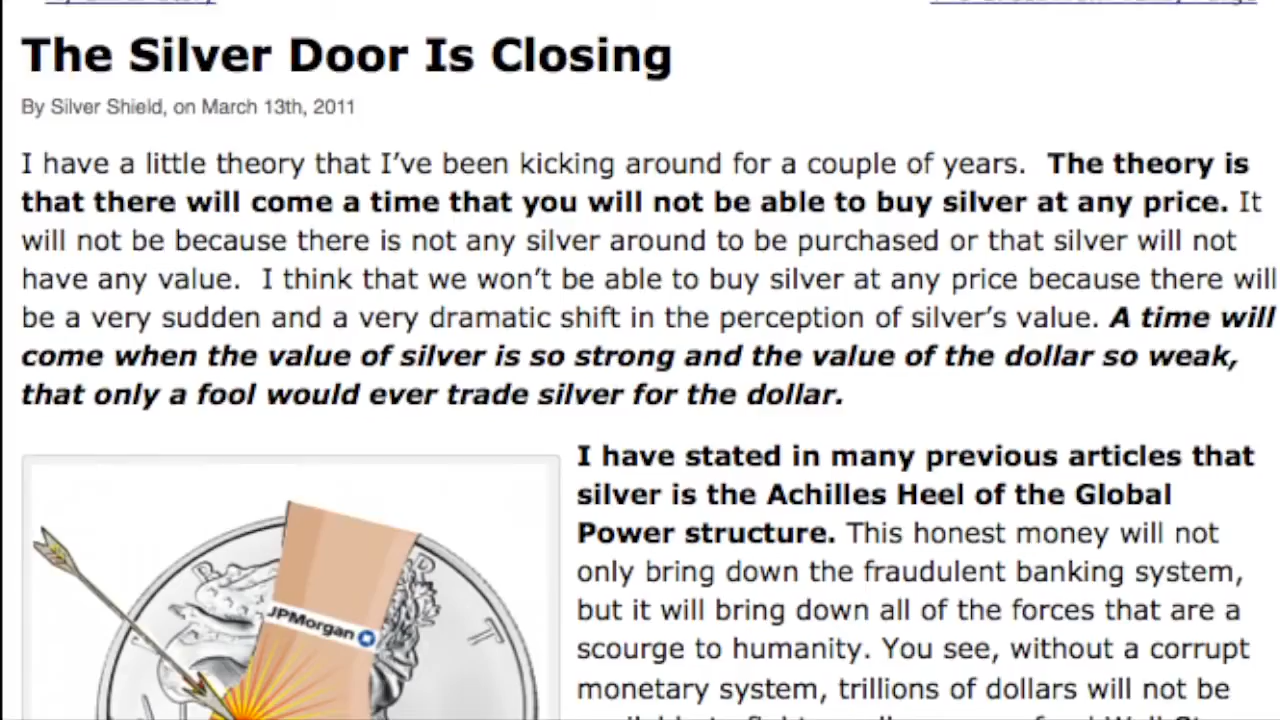 The Silver Door Is Closing
By Silver Shield, on March 13th, 2011
I have a little theory that I've been kicking around for a couple of years.  The theory is
that there will come a time that you will not be able to buy silver at any price. It
will not be because there is not any silver around to be purchased or that silver will not
have any value.  I think that we won't be able to buy silver at any price because there will
be a very sudden and a very dramatic shift in the perception of silver's value. A time will
come when the value of silver is so strong and the value of the dollar so weak,
that only a fool would ever trade silver for the dollar.
I have stated in many previous articles that
silver is the Achilles Heel of the Global
Power structure. This honest money will not
only bring down the fraudulent banking system,
but it will bring down all of the forces that are a
scourge to humanity. You see, without a corrupt
monetary system, trillions of dollars will not be
JPMorgan